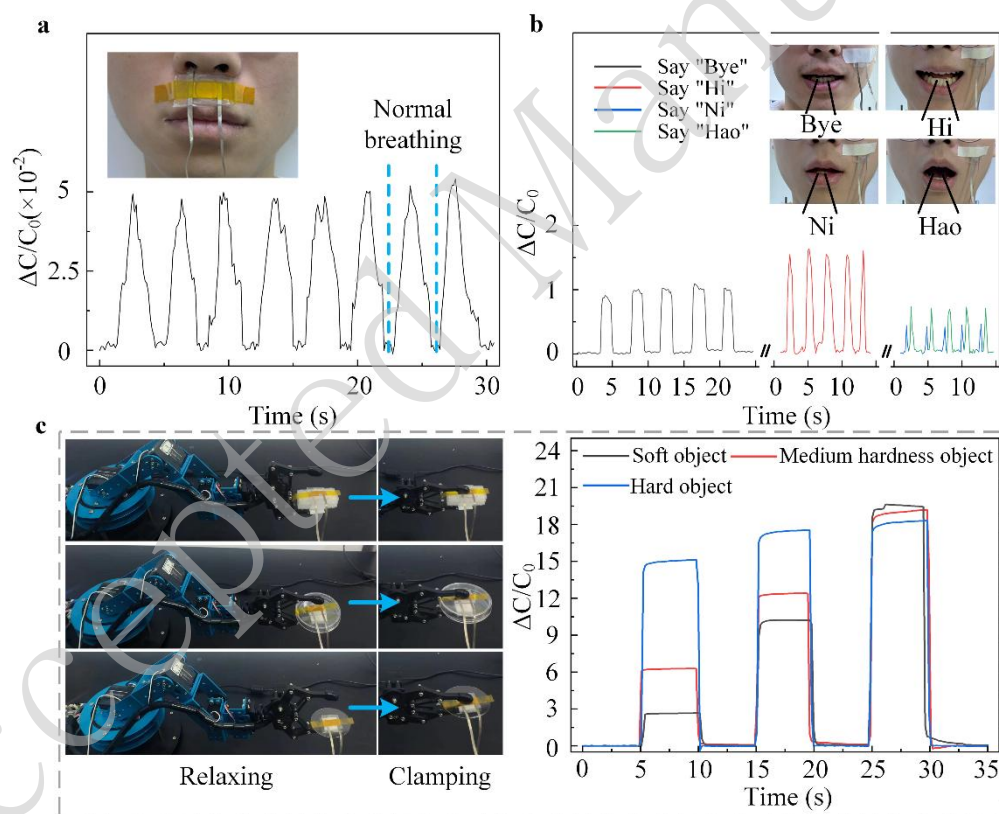 a
Normal
breathing
ΔC/C₀(×10⁻²)
5
2.5
0
0
10
20
30
Time (s)
b
Say "Bye"
Say "Hi"
Say "Ni"
Say "Hao"
Bye
Hi
Ni
Hao
ΔC/C₀
2
1
0
0 5 10 15 20 // 0 5 10 // 0 5 10
Time (s)
c
Relaxing
Clamping
Soft object
Medium hardness object
Hard object
ΔC/C₀
24
21
18
15
12
9
6
3
0
0 5 10 15 20 25 30 35
Time (s)
ccepted Man